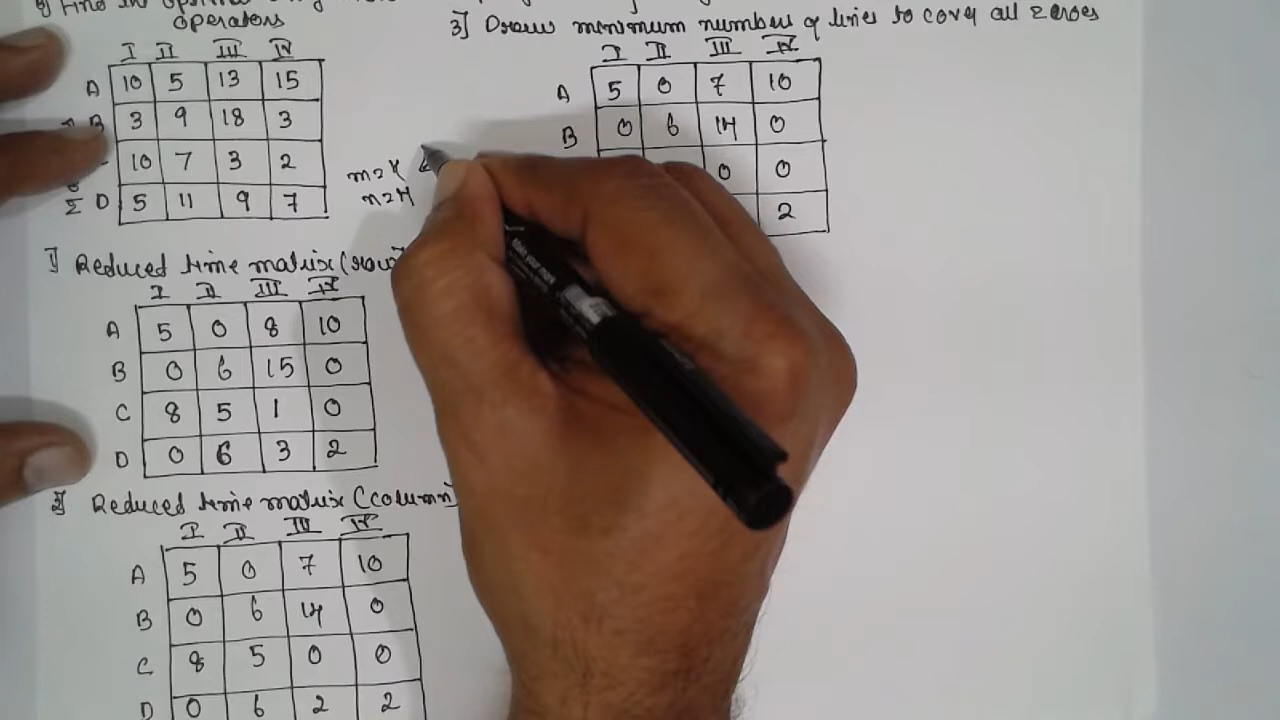 operators
I II III IV
A 10 5 13 15
B 3 9 18 3
10 7 3 2
D 5 11 9 7
m=4
n=4
1] Reduced time matrix (row
I II III IV
A 5 0 8 10
B 0 6 15 0
C 8 5 1 0
D 0 6 3 2
2] Reduced time matrix (column)
I II III IV
A 5 0 7 10
B 0 6 14 0
C 8 5 0 0
D 0 6 2 2
3] Draw minimum number of lines to cover all zeroes
I II III IV
A 5 0 7 10
B 0 6 14 0
0 0
2